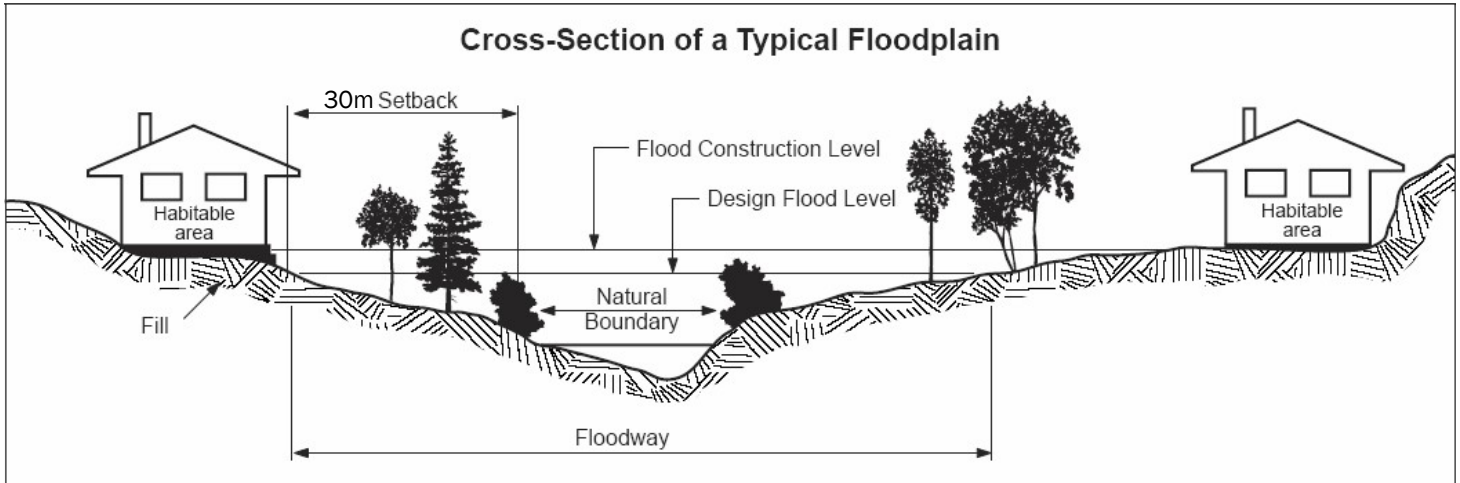 Cross-Section of a Typical Floodplain
30m Setback
Flood Construction Level
Design Flood Level
Habitable
area
Habitable
area
Natural
Boundary
Fill
Floodway